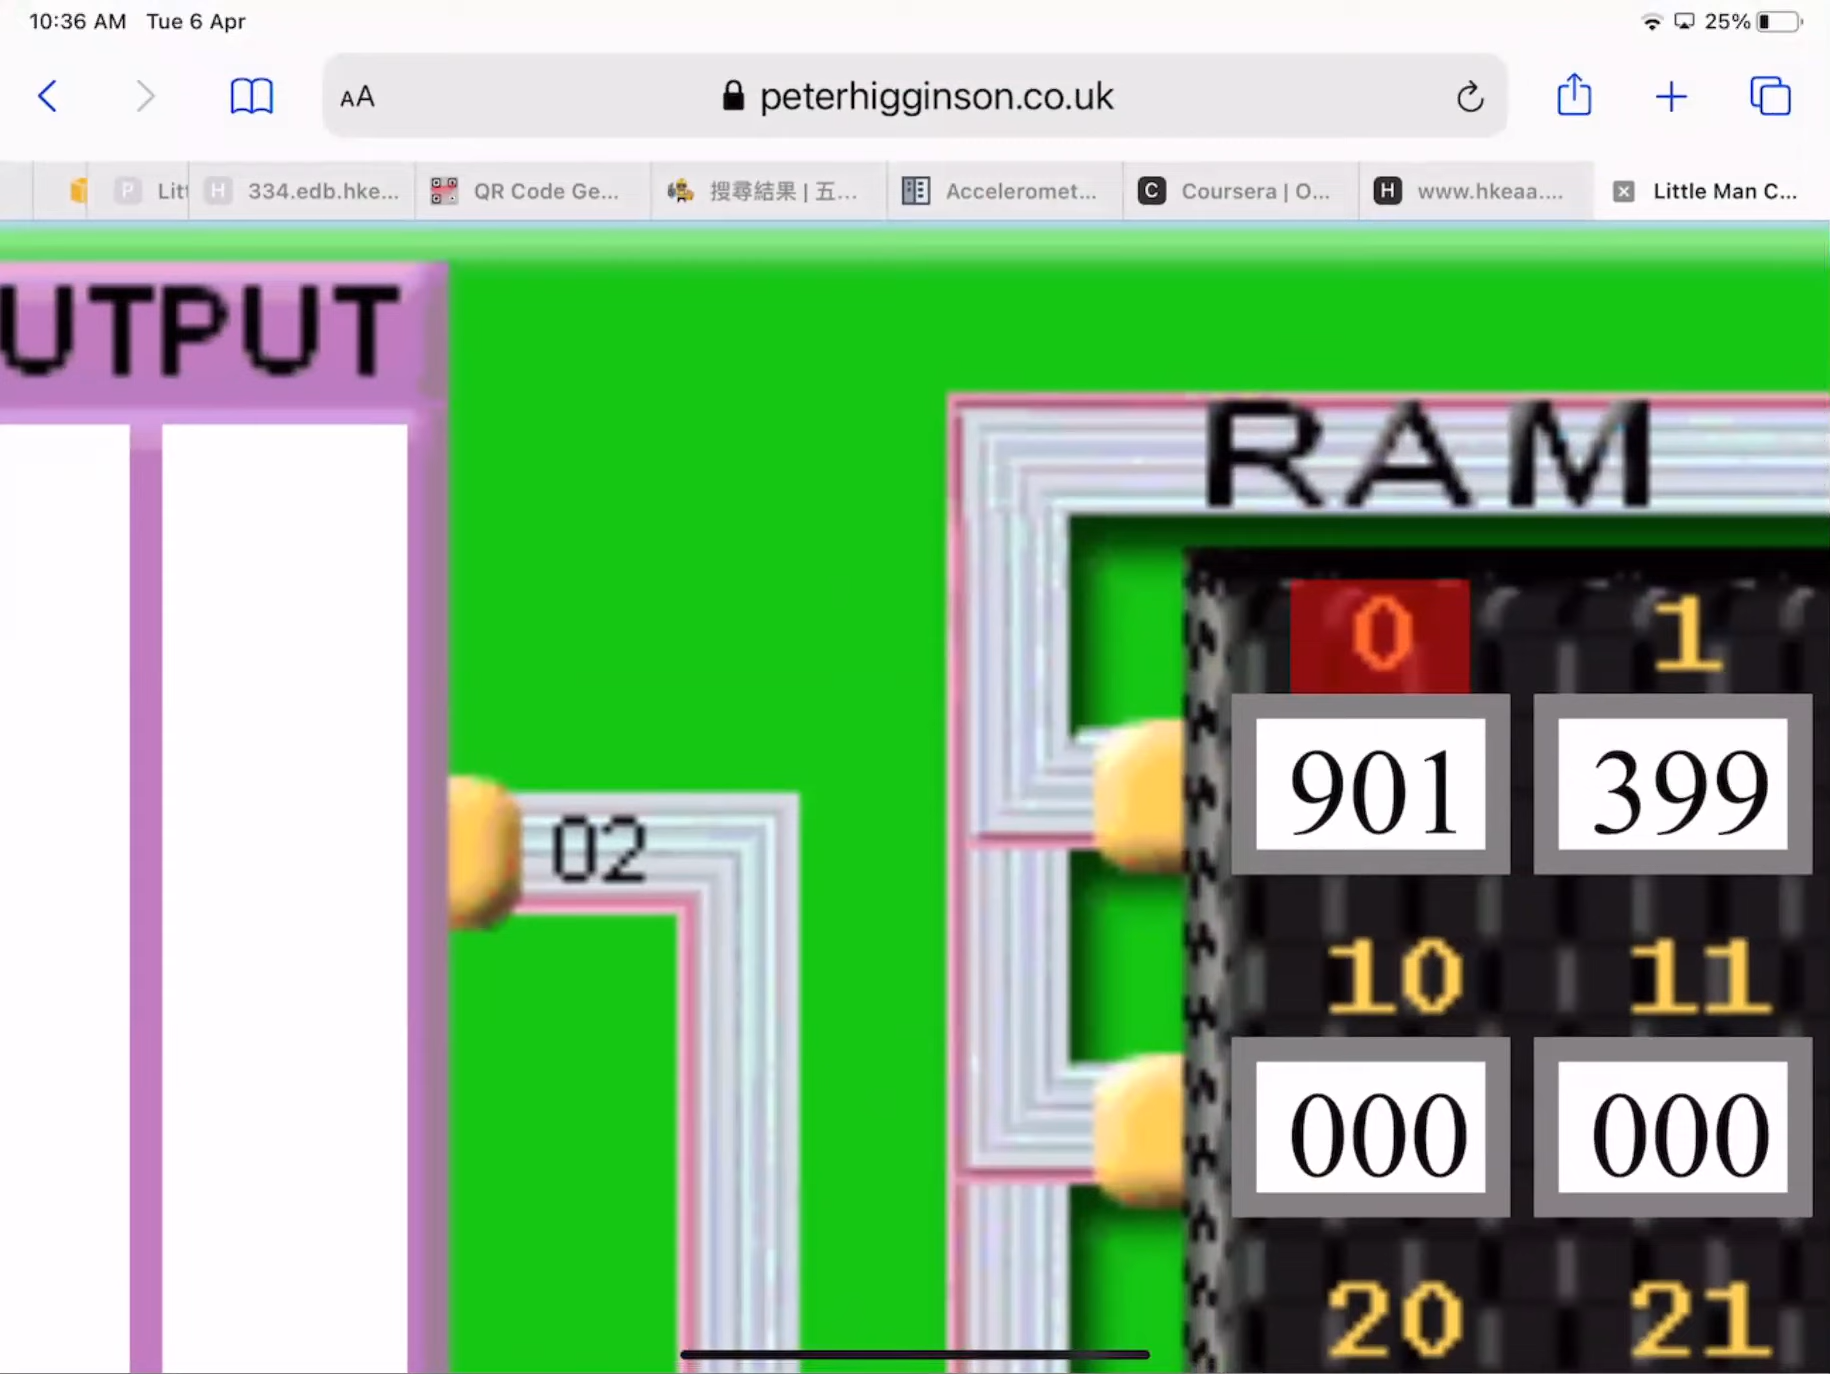 10:36 AM Tue 6 Apr
25%
AA
peterhigginson.co.uk
P Litt
H 334.edb.hke...
QR Code Ge...
搜尋結果 | 五...
Acceleromet...
C Coursera | O...
H www.hkeaa....
Little Man C...
UTPUT
RAM
0 1
901 399
02
10 11
000 000
20 21